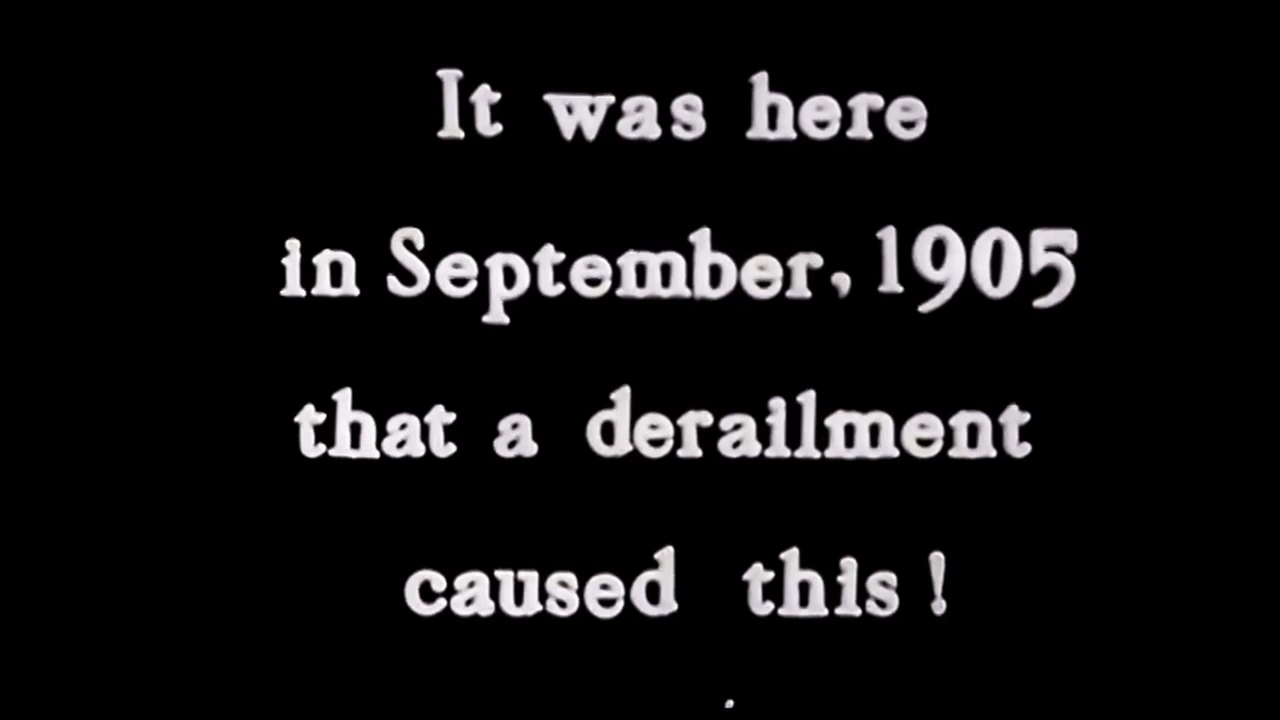 It was here
in September, 1905
that a derailment
caused this!